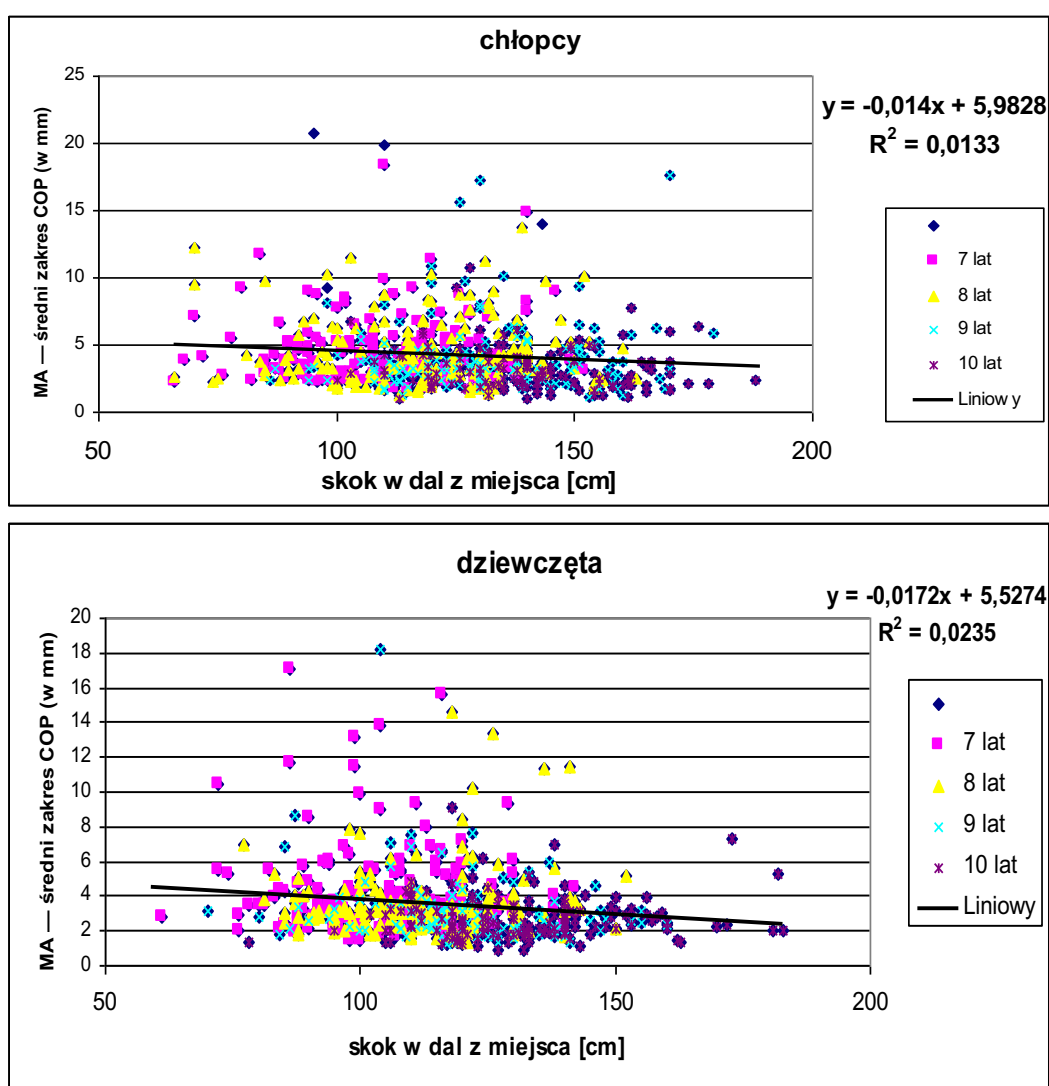 chłopcy
y = -0,014x + 5,9828
R² = 0,0133
MA — średni zakres COP (w mm)
25
20
15
10
5
0
50 100 150 200
skok w dal z miejsca [cm]
7 lat
8 lat
9 lat
10 lat
Liniow y
dziewczęta
y = -0,0172x + 5,5274
R² = 0,0235
MA — średni zakres COP (w mm)
20
18
16
14
12
10
8
6
4
2
0
50 100 150 200
skok w dal z miejsca [cm]
7 lat
8 lat
9 lat
10 lat
Liniowy